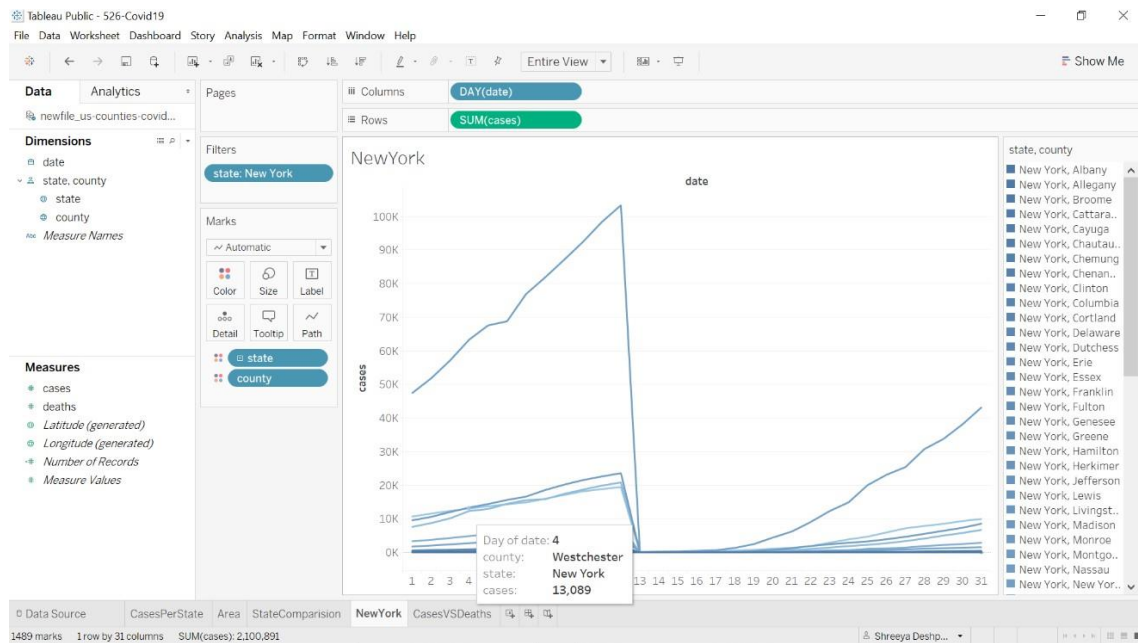 Tableau Public - 526-Covid19
File Data Worksheet Dashboard Story Analysis Map Format Window Help
Entire View
Show Me
Data Analytics
newfile_us-counties-covid...
Dimensions
date
state, county
state
county
Abc Measure Names
Measures
cases
deaths
Latitude (generated)
Longitude (generated)
Number of Records
Measure Values
Pages
Filters
state: New York
Marks
Automatic
Color Size Label
Detail Tooltip Path
state
county
Columns DAY(date)
Rows SUM(cases)
NewYork
date
100K
90K
80K
70K
60K
50K
40K
30K
20K
10K
0K
cases
1 2 3 4 13 14 15 16 17 18 19 20 21 22 23 24 25 26 27 28 29 30 31
Day of date: 4
county: Westchester
state: New York
cases: 13,089
state, county
New York, Albany
New York, Allegany
New York, Broome
New York, Cattara..
New York, Cayuga
New York, Chautau..
New York, Chemung
New York, Chenan..
New York, Clinton
New York, Columbia
New York, Cortland
New York, Delaware
New York, Dutchess
New York, Erie
New York, Essex
New York, Franklin
New York, Fulton
New York, Genesee
New York, Greene
New York, Hamilton
New York, Herkimer
New York, Jefferson
New York, Lewis
New York, Livingst..
New York, Madison
New York, Monroe
New York, Montgo..
New York, Nassau
New York, New Yor..
Data Source CasesPerState Area StateComparision NewYork CasesVSDeaths
1489 marks 1 row by 31 columns SUM(cases): 2,100,891
Shreeya Deshp...